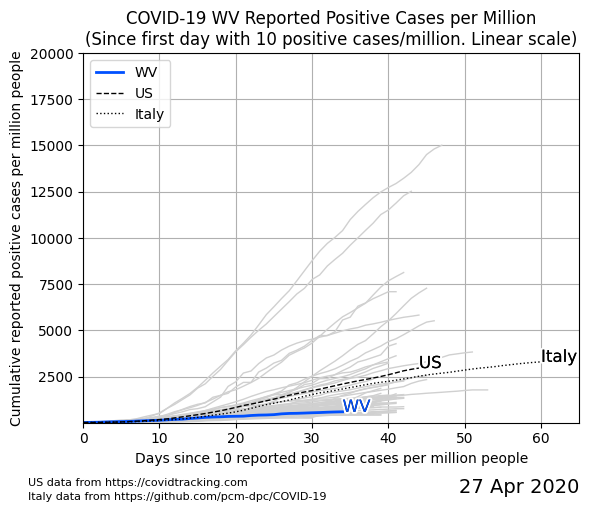 COVID-19 WV Reported Positive Cases per Million
(Since first day with 10 positive cases/million. Linear scale)
Cumulative reported positive cases per million people
20000
17500
15000
12500
10000
7500
5000
2500
WV
US
Italy
US
Italy
WV
0 10 20 30 40 50 60
Days since 10 reported positive cases per million people
US data from https://covidtracking.com
Italy data from https://github.com/pcm-dpc/COVID-19
27 Apr 2020